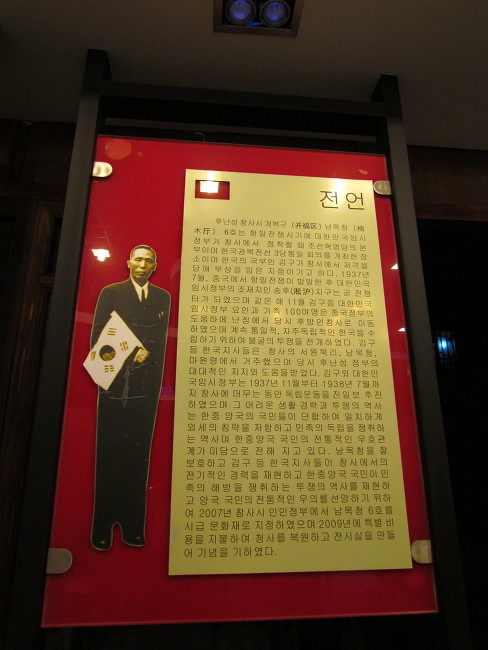 전언
후난성 창사시 개복구 (开福区) 남목청 (楠
木厅) 6호는 항일전쟁시기에 대한민국임시
정부가 창사에서 정착할 때 조선혁명당의 본
부이며 한국광복전선 3당통일 회의를 개최한 장
소이며 한국의 국부인 김구가 창사에서 저격을
당해 부상을 입은 지점이기고 하다. 1937년
7월, 중국에서 항일전쟁이 발발한 후 대한민국
임시정부의 소재지인 송후(淞沪)지구는 곧 전쟁
터가 되었으며 같은 해 11월 김구등 대한민국
임시정부 요인과 가족 100여명은 중국정부의
도움하에 난징에서 당시 후방인창사로 이동
하였으며 계속 통일적, 자주독립적인 한국을 수
립하기 위하여 불굴의 투쟁을 전개하였다. 김구
등 한국지사들은 창사의 서원북리, 남목청,
마원령에서 거주했으며 당시 후난성 정부의
대대적인 지지와 도움을받았다. 김구와 대한민
국임시정부는 1937년 11월부터 1938년 7월까
지 창사에 머무는 동안 독립운동을 진일보 추진
하였으며 그 어려운 생활 경력과 투쟁의 역사
는 한중 양국의 국민들이 단합하여 일치하게
외세의 침략을 저항하고 민족의 독립을 쟁취하
는 역사며 한중양국 국민의 전통적인 우호관
계가 미담으로 전해 지고 있다. 남목청을 잘
보호하고 김구 등 한국지사들이 창사에서의
전기적인 경력을 재현하고 한중양국 국민이 민
족의 해방을 쟁취하는 투쟁의 역사를 재현하
고 양국 국민의전통적인 우의를선양하기 위하
여 2007년 창사시 인민정부에서 남목청 6호를
시급 문화재로 지정하였으며 2009년에 특별 비
용을 지불하여 청사를 복원하고 전시실을 만들
어 기념을 기하였다.